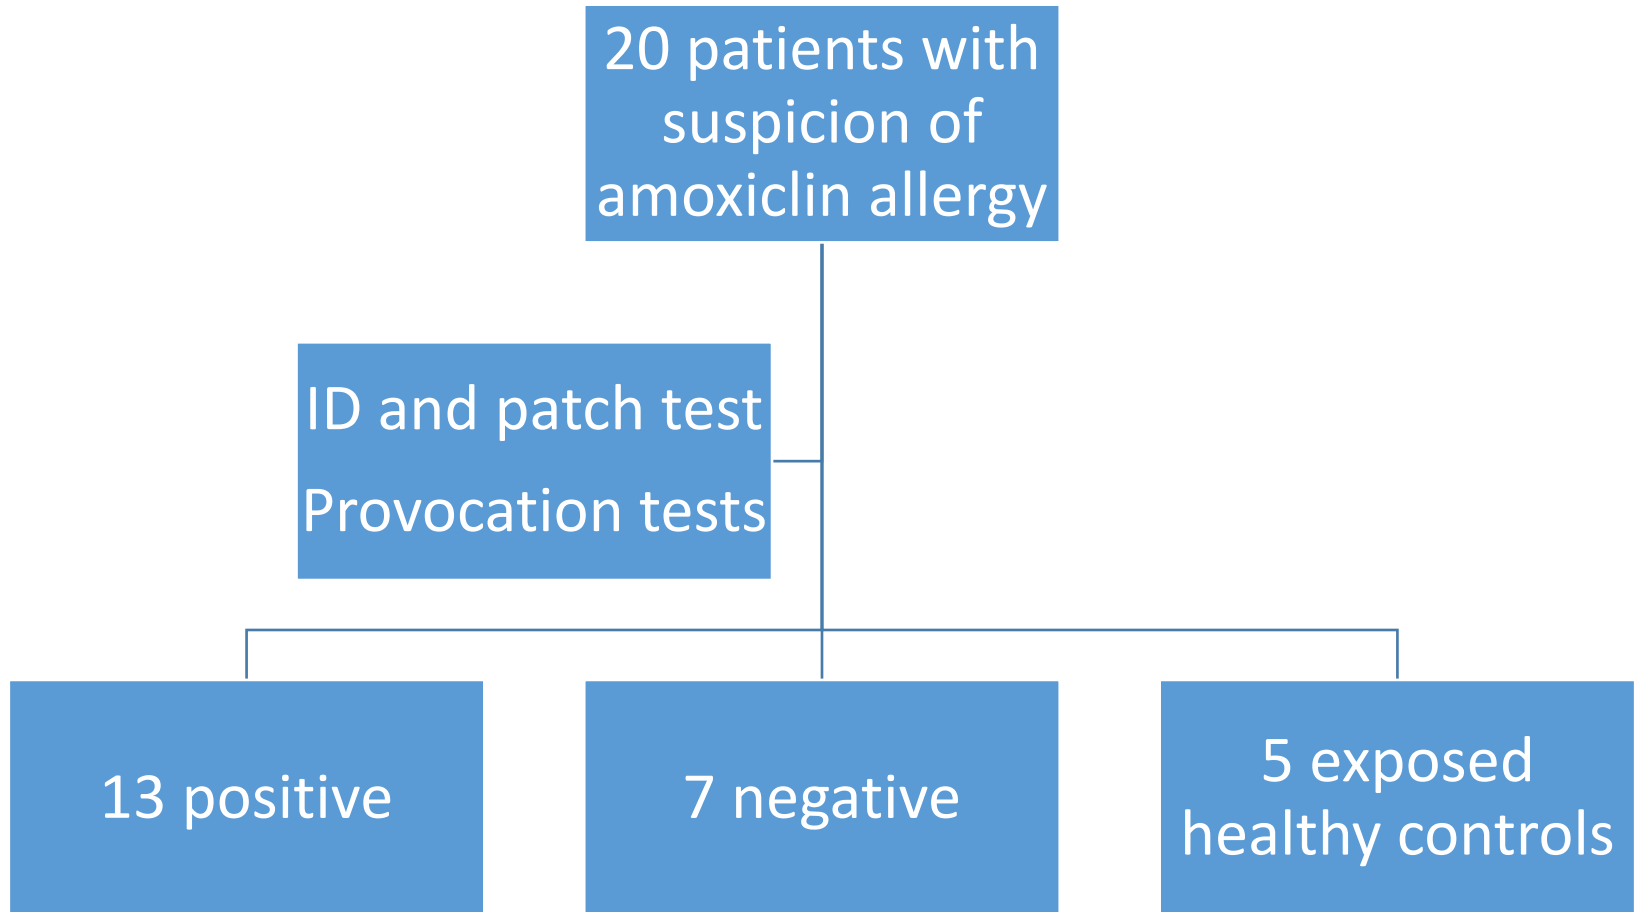 20 patients with
suspicion of
amoxiclin allergy
ID and patch test
Provocation tests
13 positive
7 negative
5 exposed
healthy controls